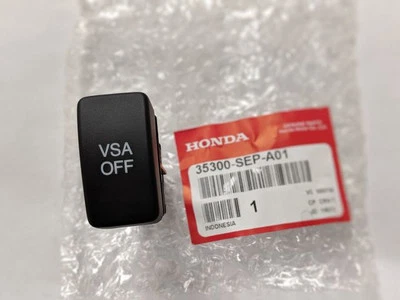 VSA
OFF
HONDA
35300-SEP-A01
1
INDONESIA